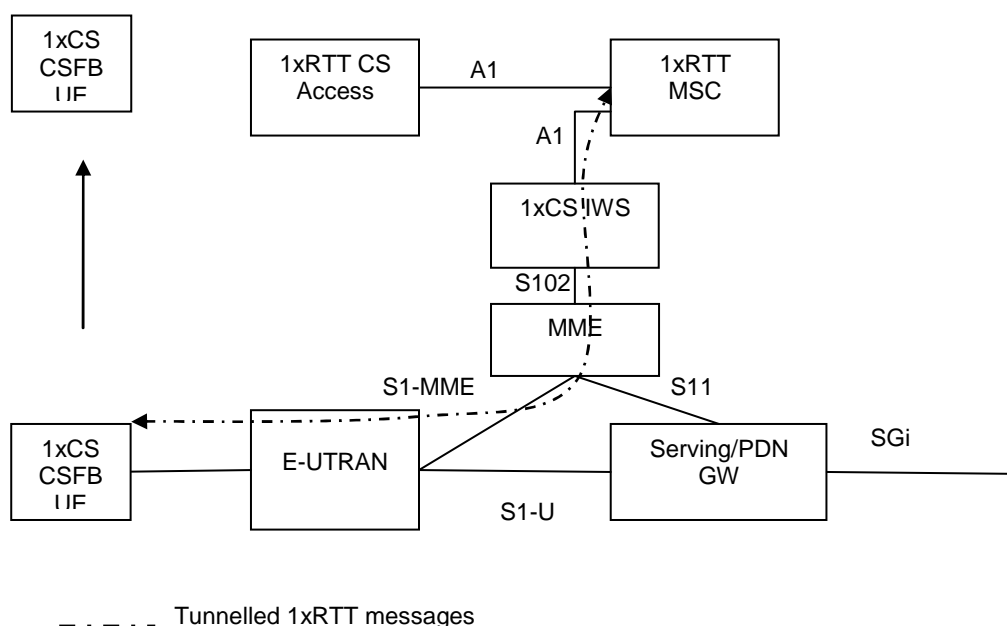 1xCS
CSFB
1xRTT CS
Access
A1
1xRTT
MSC
A1
1xCS IWS
S102
MME
S1-MME
S11
1xCS
CSFB
E-UTRAN
Serving/PDN
GW
SGi
S1-U
Tunnelled 1xRTT messages